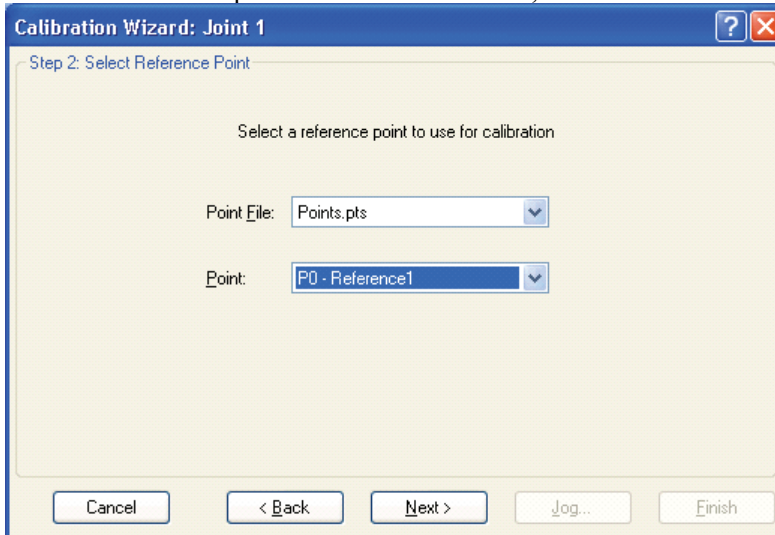 Calibration Wizard: Joint 1
Step 2: Select Reference Point
Select a reference point to use for calibration
Point File: Points.pts
Point: P0 - Reference1
Cancel < Back Next > Jog... Finish